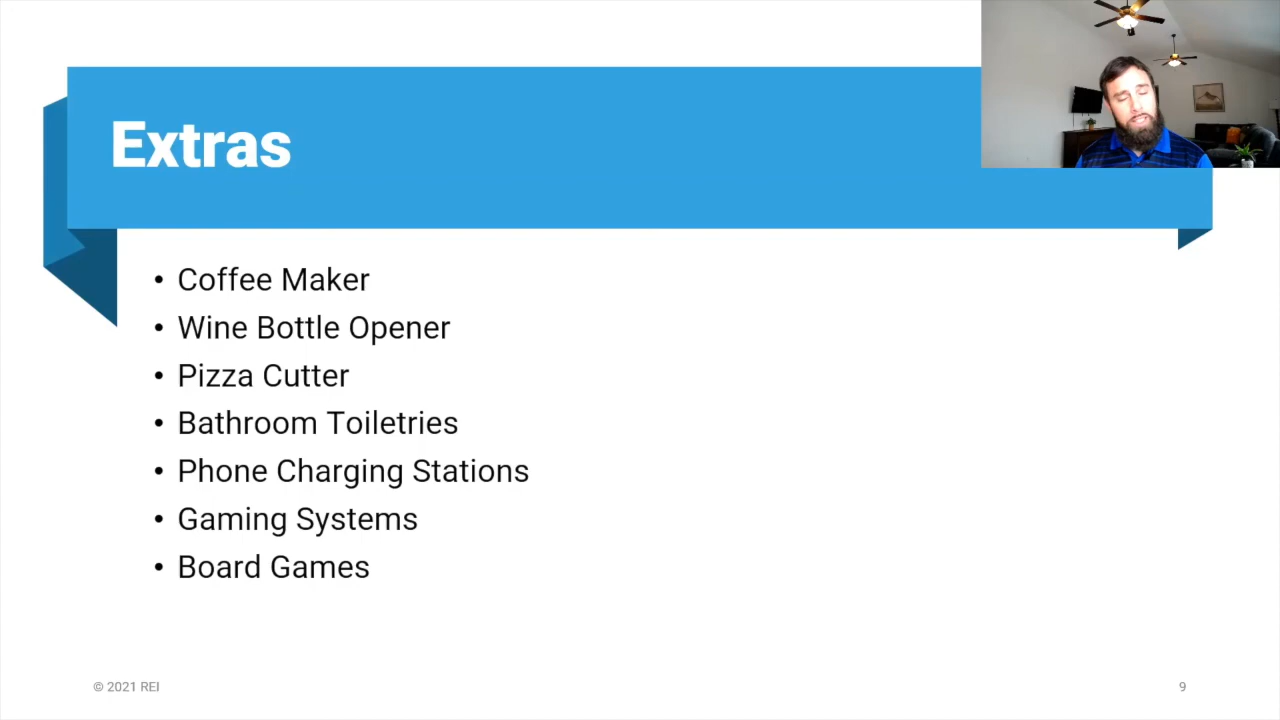 Extras
• Coffee Maker
• Wine Bottle Opener
• Pizza Cutter
• Bathroom Toiletries
• Phone Charging Stations
• Gaming Systems
• Board Games
© 2021 REI
9